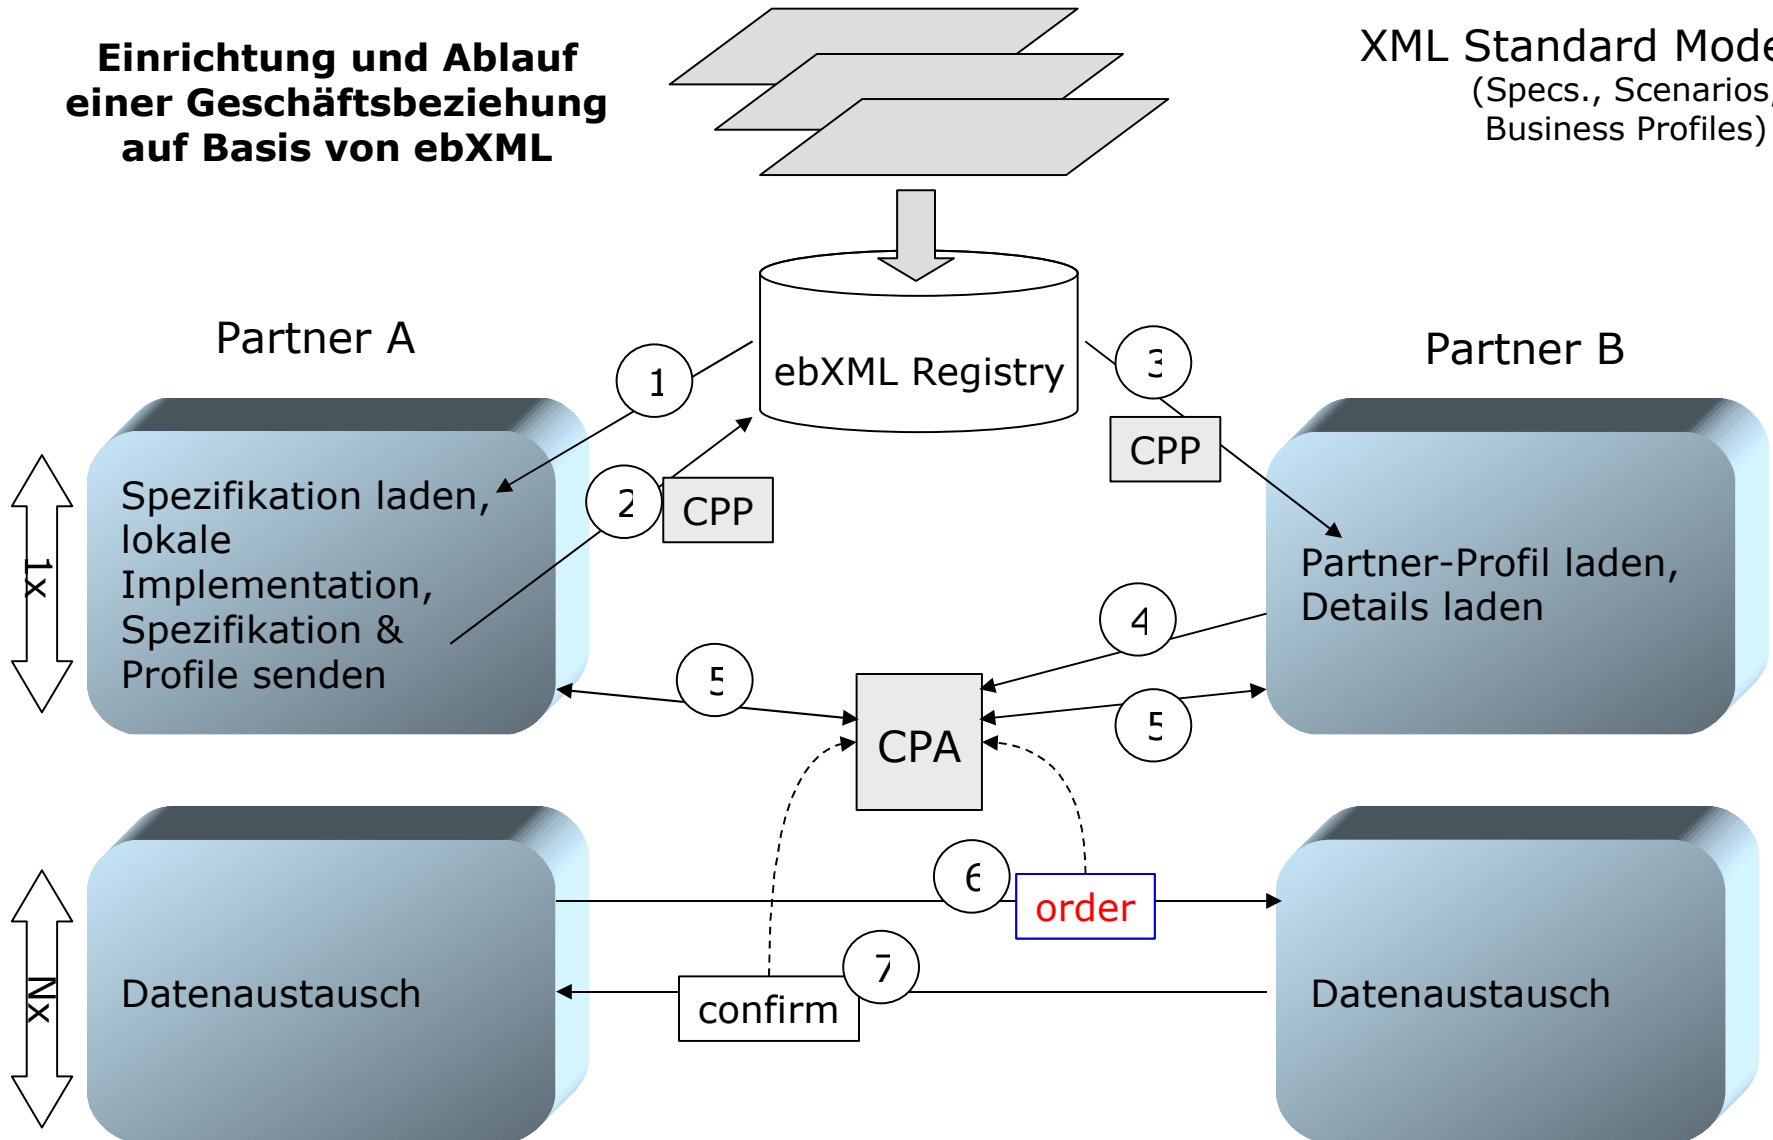 Einrichtung und Ablauf
einer Geschäftsbeziehung
auf Basis von ebXML
XML Standard Mode
(Specs., Scenarios,
Business Profiles)
Partner A
ebXML Registry
Partner B
1
3
CPP
2
CPP
Spezifikation laden,
lokale
Implementation,
Spezifikation &
Profile senden
1x
Partner-Profil laden,
Details laden
4
5
5
CPA
6
order
7
confirm
Nx
Datenaustausch
Datenaustausch